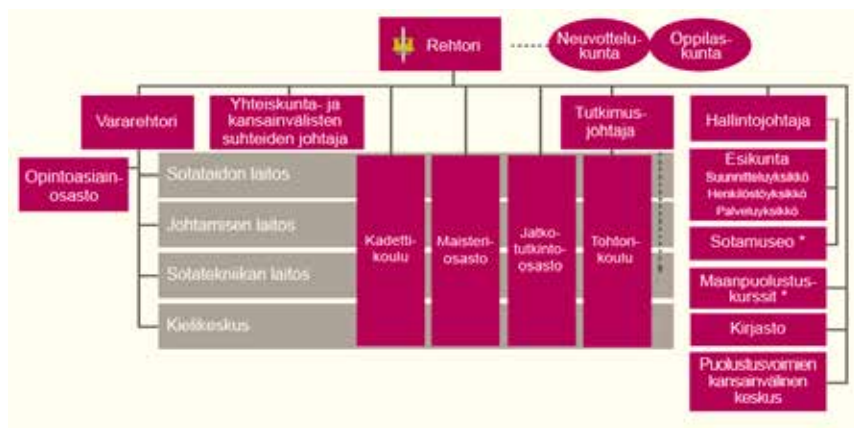 Rehtori
Neuvottelu-
kunta
Oppilas-
kunta
Vararehtori
Yhteiskunta- ja
kansainvälisten
suhteiden johtaja
Tutkimus-
johtaja
Hallintojohtaja
Opintoasiain-
osasto
Sotataidon laitos
Johtamisen laitos
Sotatekniikan laitos
Kielikeskus
Kadetti-
koulu
Maisteri-
osasto
Jatko-
tutkinto-
osasto
Tohtori-
koulu
Esikunta
Suunnitteluyksikkö
Henkilöstöyksikkö
Palveluyksikkö
Sotamuseo *
Maanpuolustus-
kurssit *
Kirjasto
Puolustusvoimien
kansainvälinen
keskus